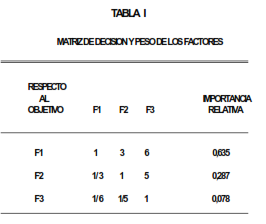 TABLA I
MATRIZ DE DECISION Y PESO DE LOS FACTORES
RESPECTO
AL
OBJETIVO F1 F2 F3 IMPORTANCIA
RELATIVA
F1 1 3 6 0,635
F2 1/3 1 5 0,287
F3 1/6 1/5 1 0,078